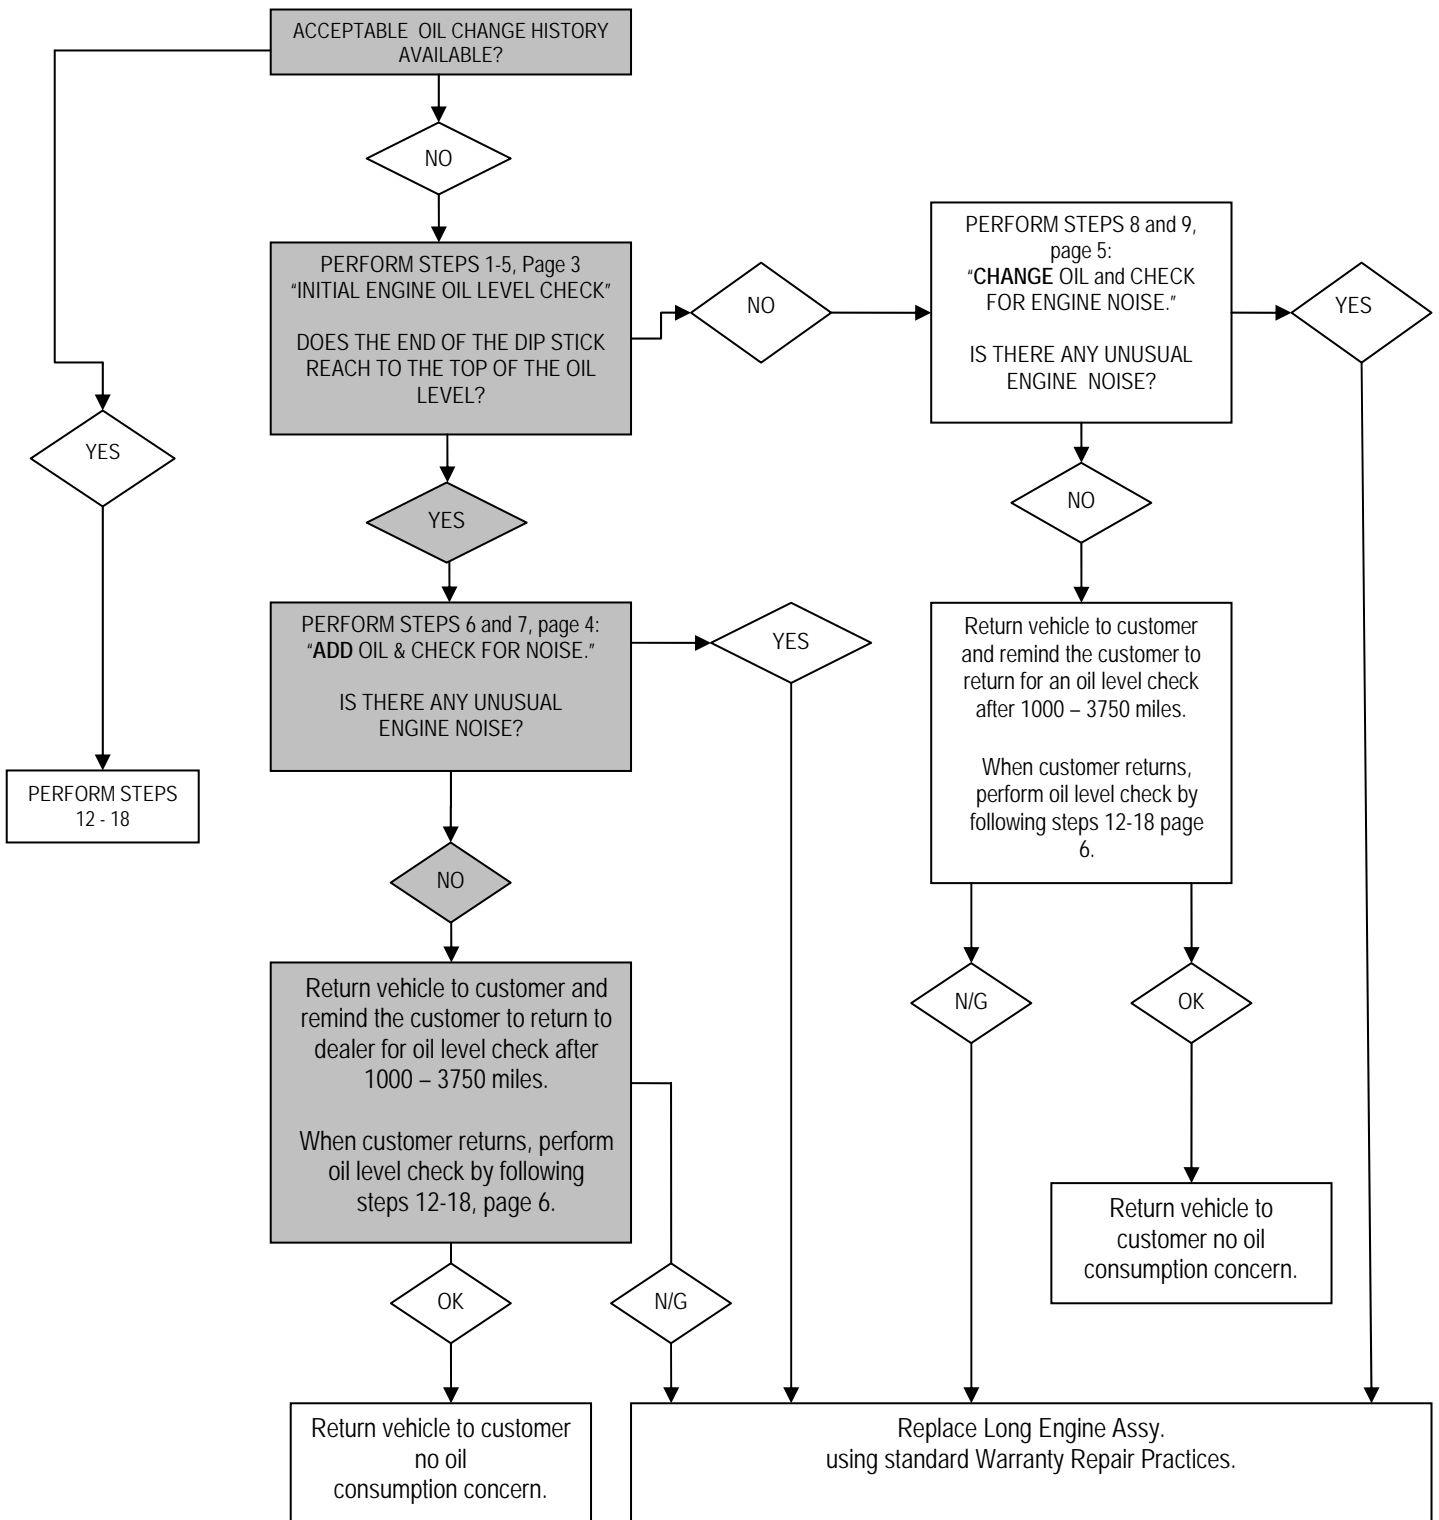 ACCEPTABLE OIL CHANGE HISTORY
AVAILABLE?
NO
PERFORM STEPS 1-5, Page 3
"INITIAL ENGINE OIL LEVEL CHECK"
DOES THE END OF THE DIP STICK
REACH TO THE TOP OF THE OIL
LEVEL?
NO
PERFORM STEPS 8 and 9,
page 5:
"CHANGE OIL and CHECK
FOR ENGINE NOISE."
IS THERE ANY UNUSUAL
ENGINE NOISE?
YES
YES
PERFORM STEPS
12 - 18
YES
NO
PERFORM STEPS 6 and 7, page 4:
"ADD OIL & CHECK FOR NOISE."
IS THERE ANY UNUSUAL
ENGINE NOISE?
YES
Return vehicle to customer
and remind the customer to
return for an oil level check
after 1000 – 3750 miles.
When customer returns,
perform oil level check by
following steps 12-18 page
6.
NO
Return vehicle to customer and
remind the customer to return to
dealer for oil level check after
1000 – 3750 miles.
When customer returns, perform
oil level check by following
steps 12-18, page 6.
N/G
OK
Return vehicle to
customer no oil
consumption concern.
OK
N/G
Return vehicle to customer
no oil
consumption concern.
Replace Long Engine Assy.
using standard Warranty Repair Practices.